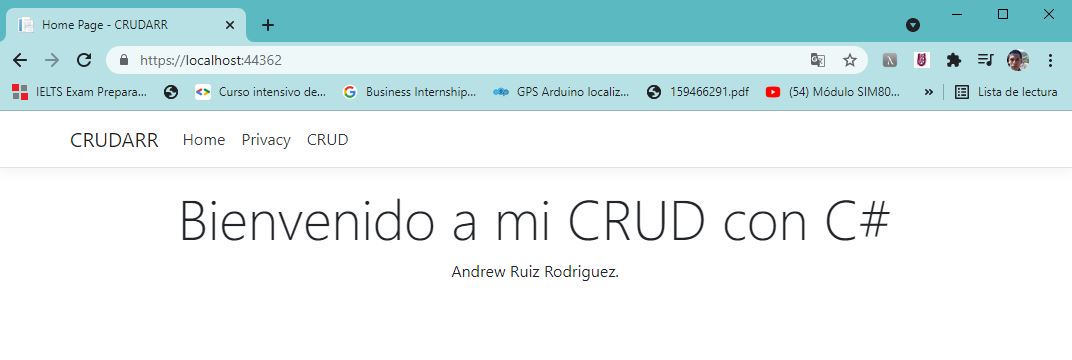 Home Page - CRUDARR
https://localhost:44362
IELTS Exam Prepara...
Curso intensivo de...
Business Internship...
GPS Arduino localiz...
159466291.pdf
(54) Módulo SIM80...
»
Lista de lectura
CRUDARR Home Privacy CRUD
Bienvenido a mi CRUD con C#
Andrew Ruiz Rodriguez.